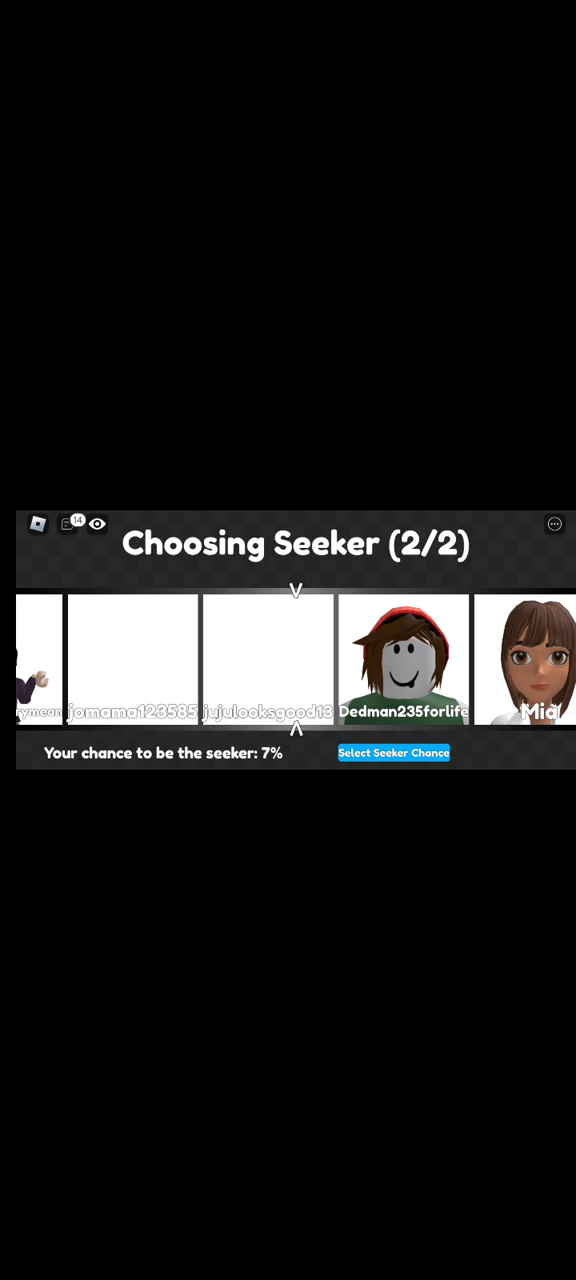 14
Choosing Seeker (2/2)
rymean
jomama123585
jujulooksgood13
Dedman235forlife
Mia
Your chance to be the seeker: 7%
Select Seeker Chance